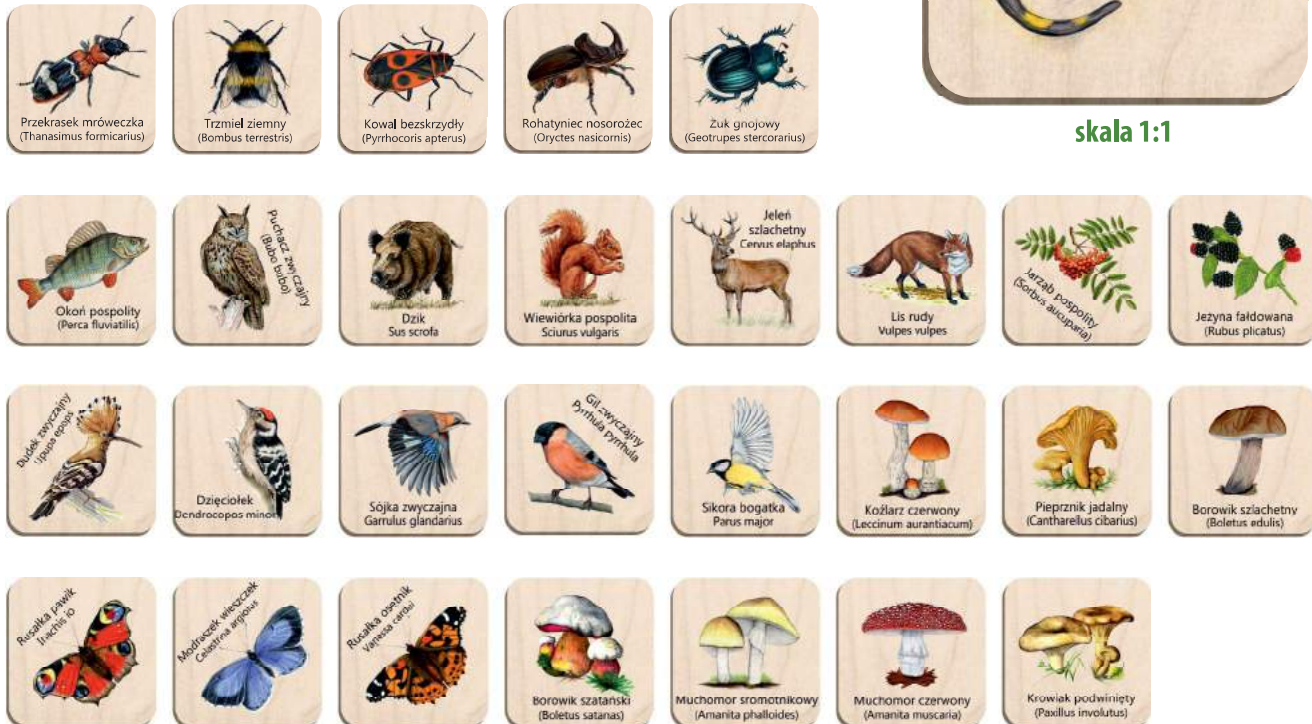 Przekrasek mróweczka
(Thanasimus formicarius)
Trzmiel ziemny
(Bombus terrestris)
Kowal bezskrzydły
(Pyrrhocoris apterus)
Rohatyniec nosorożec
(Oryctes nasicornis)
Żuk gnojowy
(Geotrupes stercorarius)
skala 1:1
Okoń pospolity
(Perca fluviatilis)
Puchacz zwyczajny
(Bubo bubo)
Dzik
Sus scrofa
Wiewiórka pospolita
Sciurus vulgaris
Jeleń
szlachetny
Cervus elaphus
Lis rudy
Vulpes vulpes
Jarząb pospolity
(Sorbus aucuparia)
Jeżyna fałdowana
(Rubus plicatus)
Dudek zwyczajny
Upupa epops
Dzięciołek
Dendrocopos minor
Sójka zwyczajna
Garrulus glandarius
Gil zwyczajny
Pyrrhula pyrrhula
Sikora bogatka
Parus major
Koźlarz czerwony
(Leccinum aurantiacum)
Pieprznik jadalny
(Cantharellus cibarius)
Borowik szlachetny
(Boletus edulis)
Rusałka pawik
Inachis io
Modraszek wieszczek
Celastrina argiolus
Rusałka osetnik
Vanessa cardui
Borowik szatański
(Boletus satanas)
Muchomor sromotnikowy
(Amanita phalloides)
Muchomor czerwony
(Amanita muscaria)
Krowiak podwinięty
(Paxillus involutus)